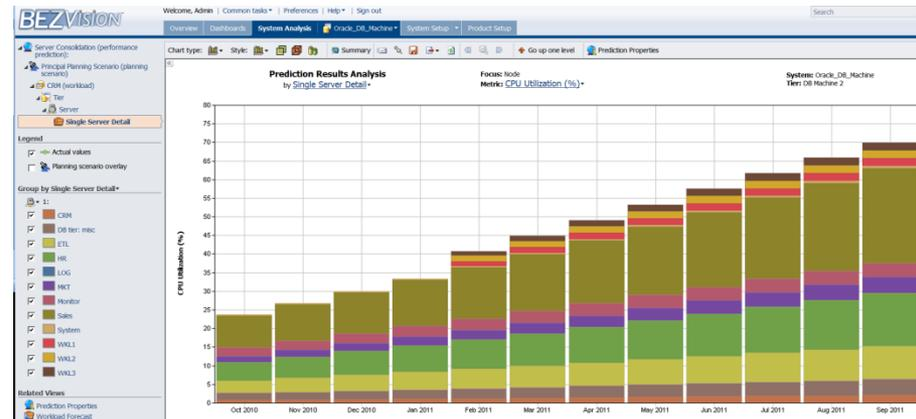 BEZVISION
Welcome, Admin | Common tasks | Preferences | Help | Sign out
Search
Overview Dashboards System Analysis Oracle_DB_Machine System Setup Product Setup
Server Consolidation (performance
prediction):
Principal Planning Scenario (planning
scenario)
CRM (workload)
Tier
Server
Single Server Detail
Legend
Actual values
Planning scenario overlay
Group by Single Server Detail
1:
CRM
DB tier: misc
ETL
HR
LOG
MKT
Monitor
Sales
System
WKL1
WKL2
WKL3
Related Views
Prediction Properties
Workload Forecast
Chart type: Style: Summary Go up one level Prediction Properties
Prediction Results Analysis
by Single Server Detail
Focus: Node
Metric: CPU Utilization (%)
System: Oracle_DB_Machine
Tier: DB Machine 2
CPU Utilization (%)
80
75
70
65
60
55
50
45
40
35
30
25
20
15
10
5
0
Oct 2010 Nov 2010 Dec 2010 Jan 2011 Feb 2011 Mar 2011 Apr 2011 May 2011 Jun 2011 Jul 2011 Aug 2011 Sep 2011